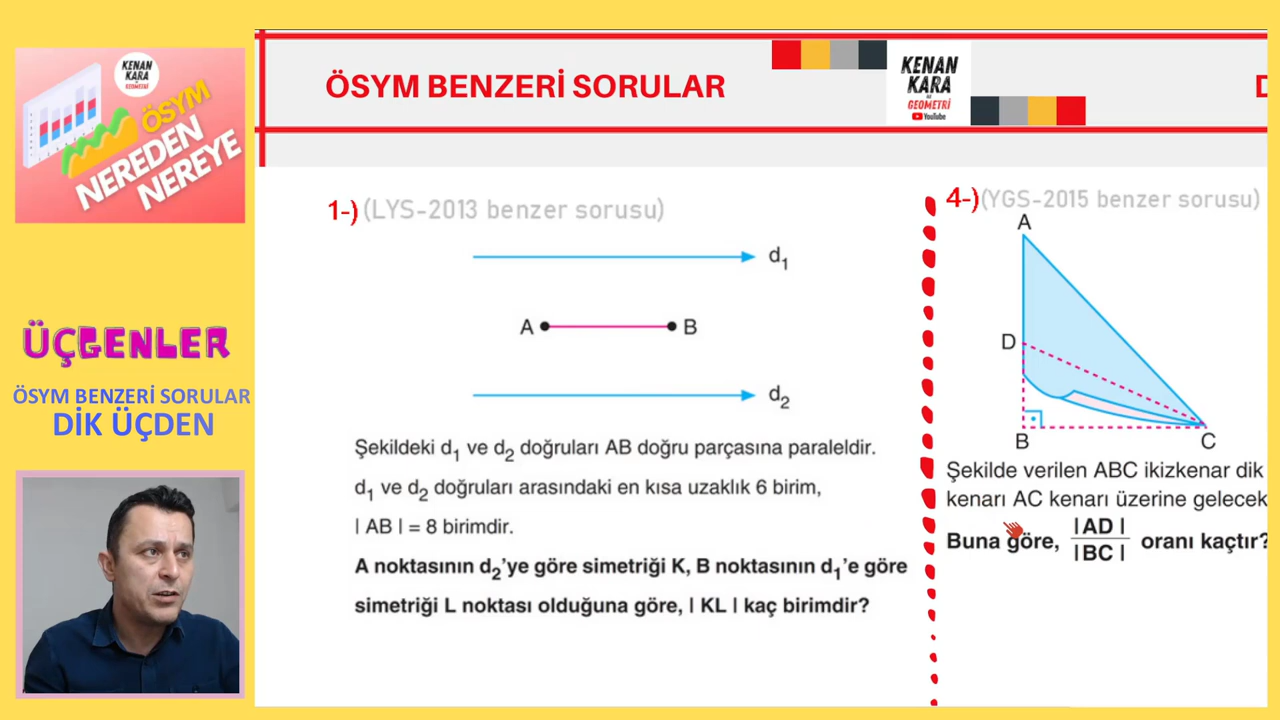 KENAN
KARA
ile
GEOMETRİ
ÖSYM
NEREDEN
NEREYE
ÜÇGENLER
ÖSYM BENZERİ SORULAR
DİK ÜÇDEN
ÖSYM BENZERİ SORULAR
KENAN
KARA
ile
GEOMETRİ
YouTube
D
1-) (LYS-2013 benzer sorusu)
d1
A B
d2
Şekildeki d1 ve d2 doğruları AB doğru parçasına paraleldir.
d1 ve d2 doğruları arasındaki en kısa uzaklık 6 birim,
| AB | = 8 birimdir.
A noktasının d2'ye göre simetriği K, B noktasının d1'e göre
simetriği L noktası olduğuna göre, | KL | kaç birimdir?
4-) (YGS-2015 benzer sorusu)
A
D
B C
Şekilde verilen ABC ikizkenar dik
kenarı AC kenarı üzerine gelecek
Buna göre, |AD| / |BC| oranı kaçtır?